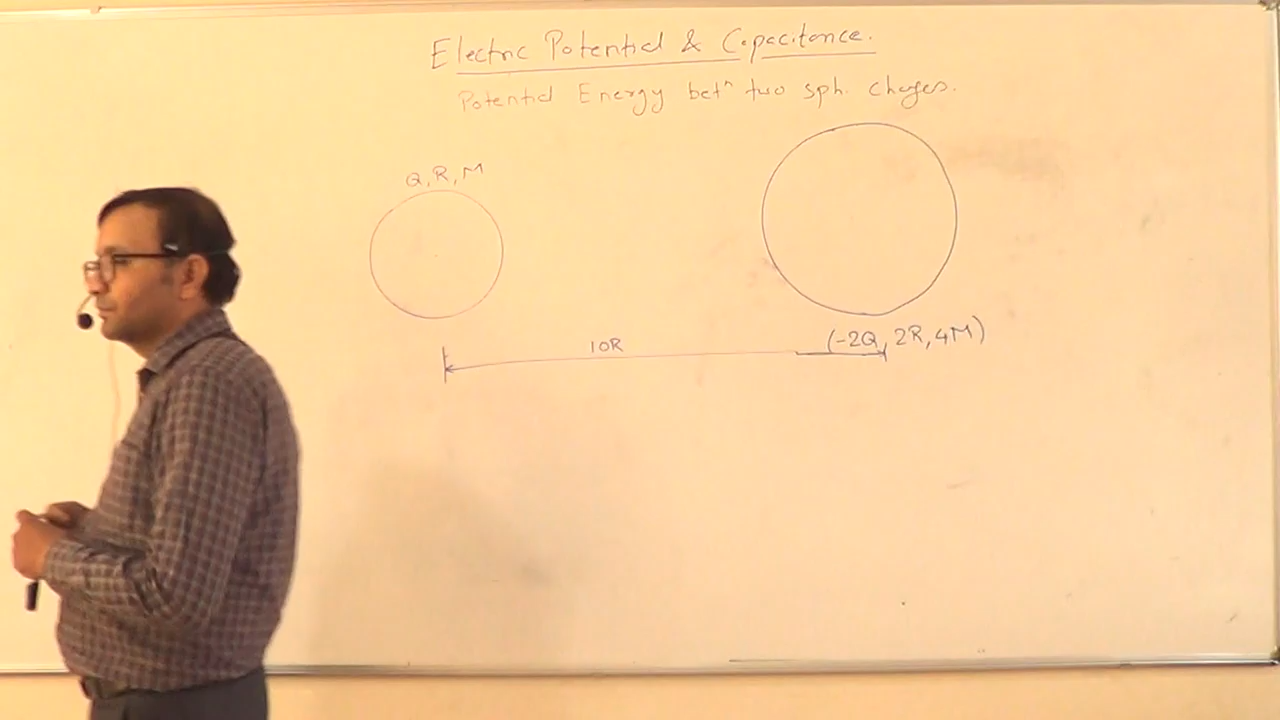 Electric Potential & Capacitance.
Potential Energy betⁿ two sph. charges.
Q, R, M
10R
(-2Q, 2R, 4M)